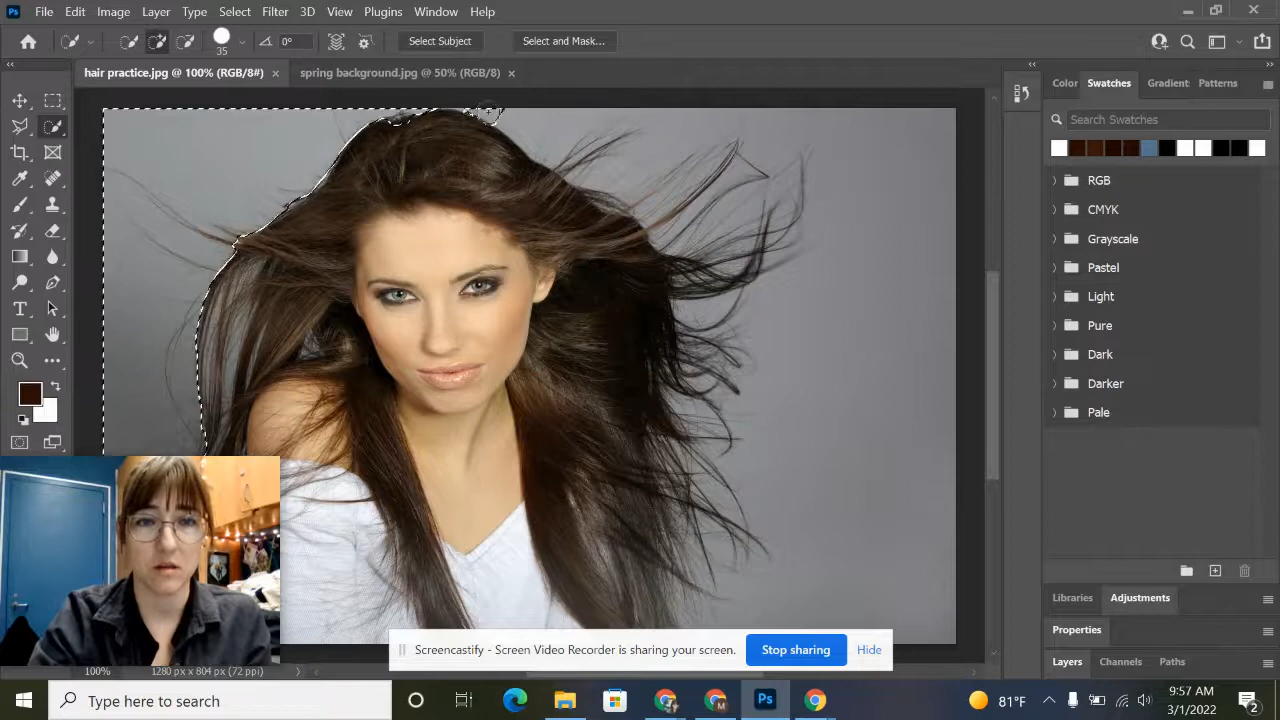 Ps File Edit Image Layer Type Select Filter 3D View Plugins Window Help
35 0° Select Subject Select and Mask...
hair practice.jpg @ 100% (RGB/8#) × spring background.jpg @ 50% (RGB/8) ×
Color Swatches Gradient Patterns
Search Swatches
RGB
CMYK
Grayscale
Pastel
Light
Pure
Dark
Darker
Pale
Libraries Adjustments
Properties
Layers Channels Paths
Screencastify - Screen Video Recorder is sharing your screen. Stop sharing Hide
100% 1280 px x 804 px (72 ppi)
Type here to search
Ps
81°F
9:57 AM
3/1/2022
2